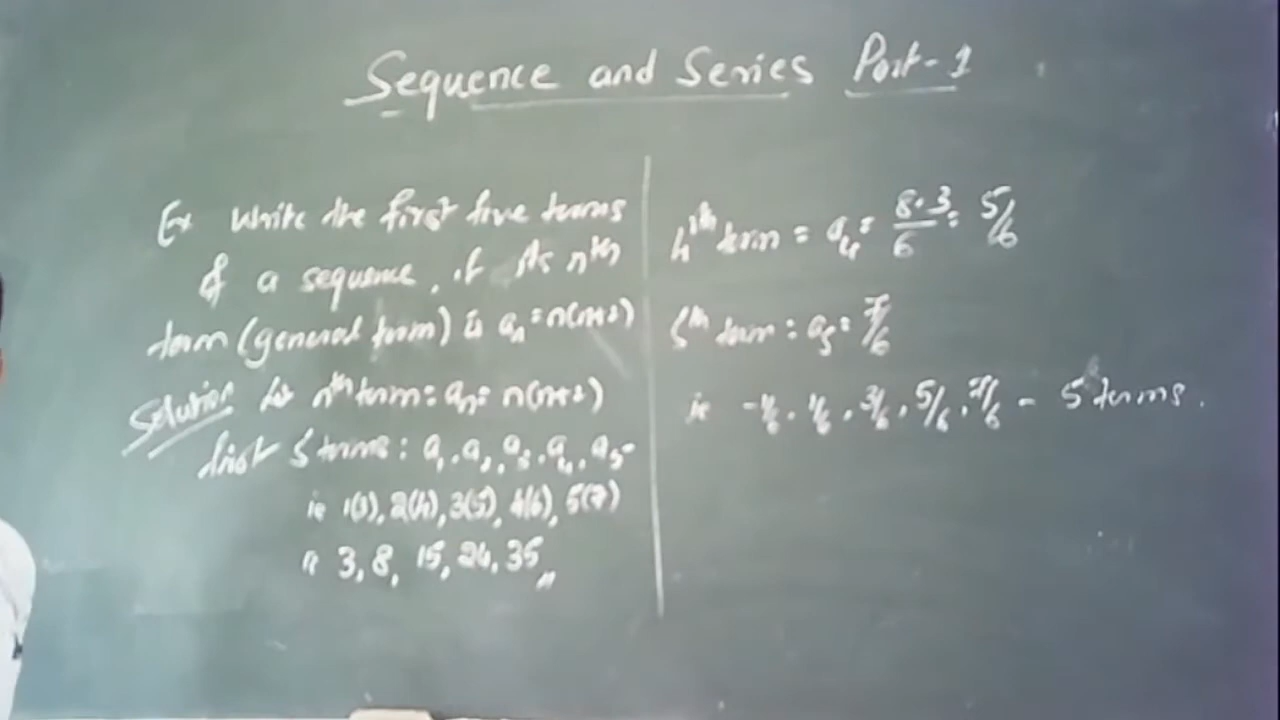 Sequence and Series Part-1
Ex Write the first five terms
of a sequence, if its nth
term (general term) is aₙ = n(n+2)
Solution Let nth term = aₙ = n(n+2)
first 5 terms : a₁, a₂, a₃, a₄, a₅
ie 1(3), 2(4), 3(5), 4(6), 5(7)
ie 3, 8, 15, 24, 35
4th term = a₄ = 8-3/6 = 5/6
5th term = a₅ = 7/6
ie -1/6, 1/6, 3/6, 5/6, 7/6 - 5 terms.